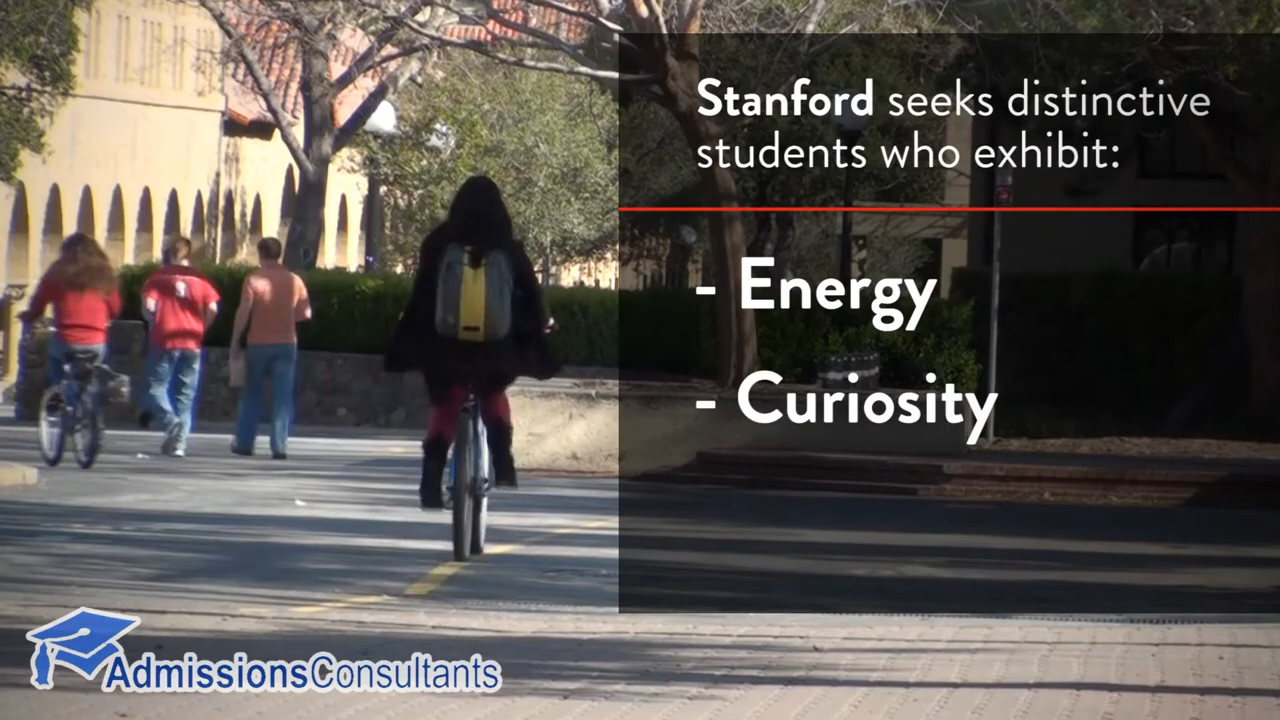 Stanford seeks distinctive
students who exhibit:
- Energy
- Curiosity
AdmissionsConsultants